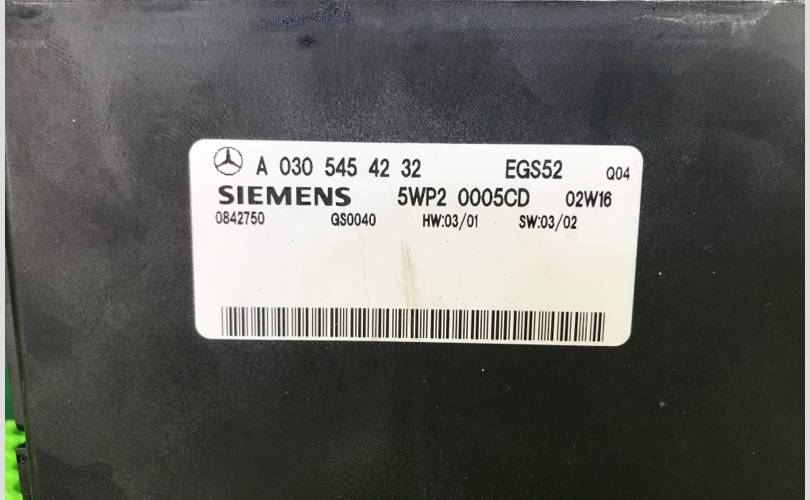 A 030 545 42 32 EGS52 Q04
SIEMENS 5WP2 0005CD 02W16
0842750 GS0040 HW:03/01 SW:03/02